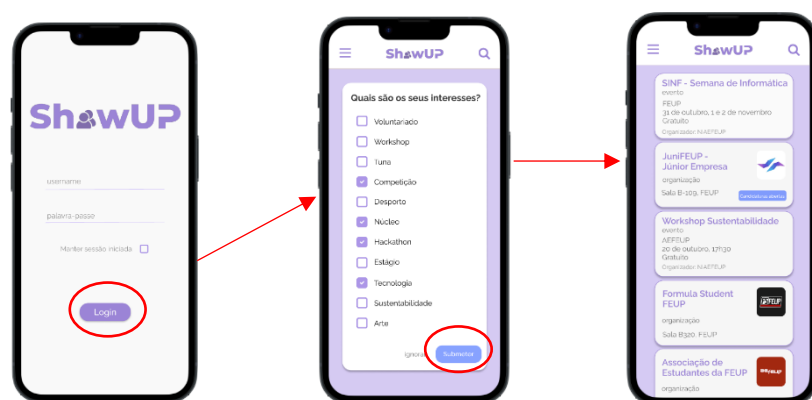 ShowUP
username
palavra-passe
Manter sessão iniciada
Login
ShowUP
Quais são os seus interesses?
Voluntariado
Workshop
Tuna
Competição
Desporto
Núcleo
Hackathon
Estágio
Tecnologia
Sustentabilidade
Arte
Ignorar Submeter
ShowUP
SINF - Semana de Informática
evento
FEUP
31 de outubro, 1 e 2 de novembro
Gratuito
Organizador: NIAEFEUP
JuniFEUP -
Júnior Empresa
organização
Sala B-109, FEUP
Workshop Sustentabilidade
evento
AEFEUP
20 de outubro, 17h30
Gratuito
Organizador: NIAEFEUP
Formula Student
FEUP
organização
Sala B320, FEUP
Associação de
Estudantes da FEUP
organização